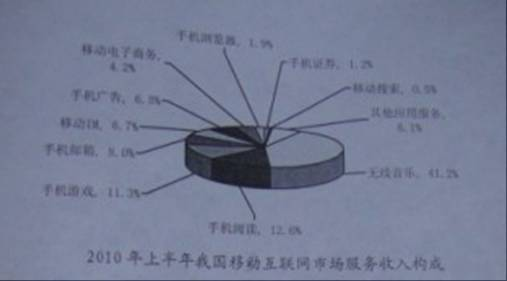 手机浏览器, 1.9%
移动电子商务,
4.2%
手机证券, 1.2%
手机广告, 6.8%
移动搜索, 0.5%
移动IM, 6.7%
其他应用服务,
6.1%
手机邮箱, 8.0%
手机游戏, 11.3%
无线音乐, 41.2%
手机阅读, 12.6%
2010年上半年我国移动互联网市场服务收入构成